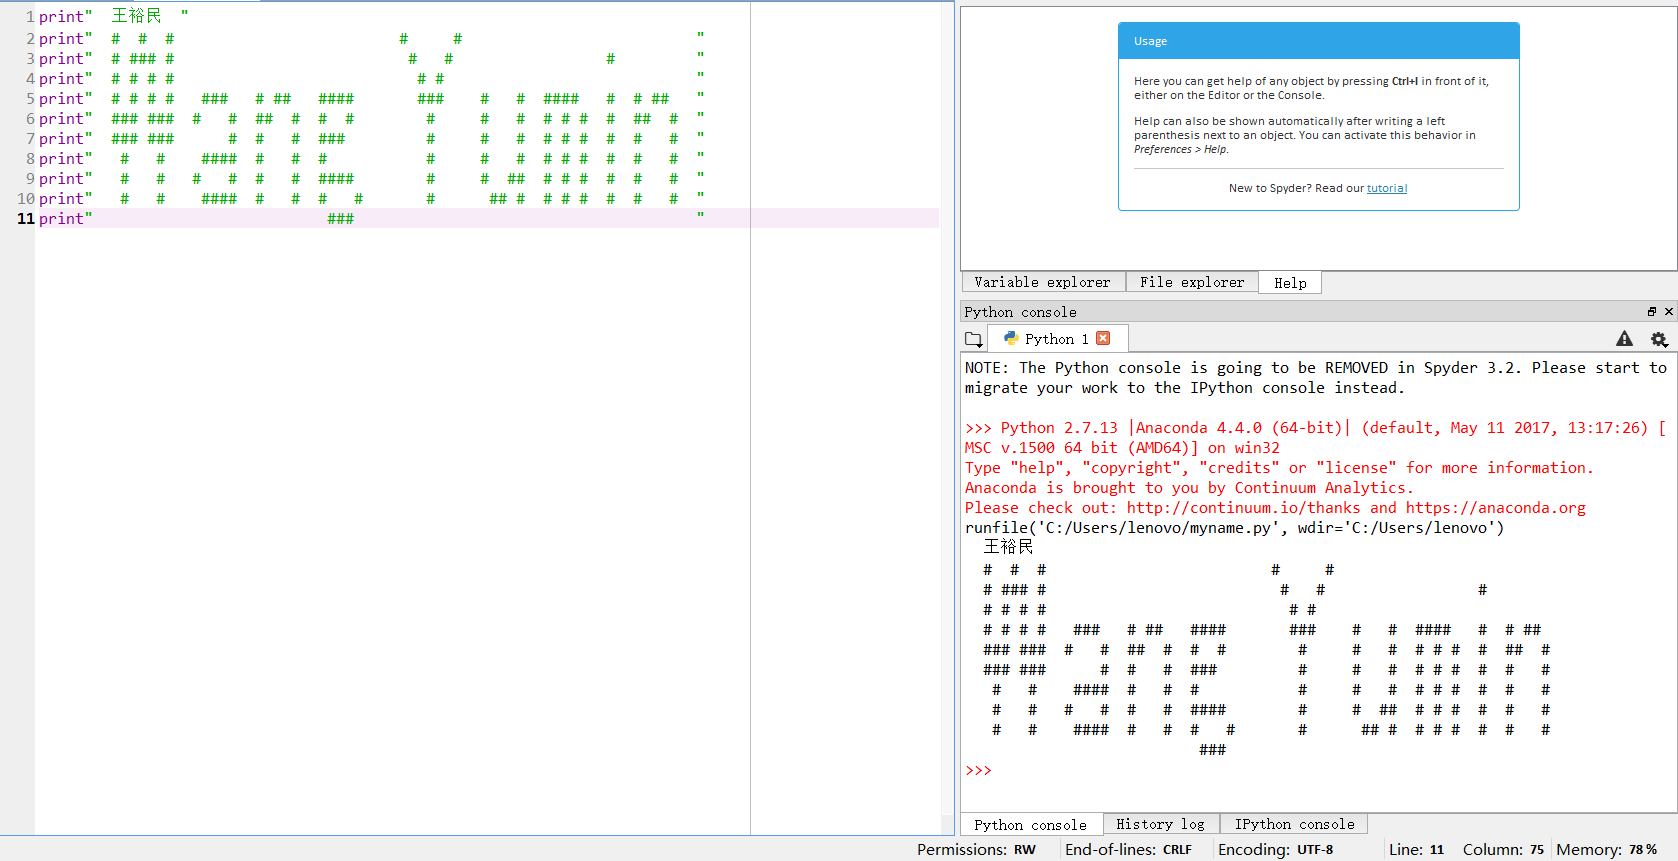 1 print"  王裕民  "
2 print"  #  #  #                         #     #                          "
3 print"  # ### #                          #   #                 #         "
4 print"  # # # #                           # #                            "
5 print"  # # # #   ###   # ##   ####       ###    #   #  ####   #  # ##   "
6 print"  ### ###  #   #  ##  #  #  #        #     #   #  # # #  #  ##  #  "
7 print"  ### ###      #  #   #  ###         #     #   #  # # #  #  #   #  "
8 print"   #   #    ####  #   #  #           #     #   #  # # #  #  #   #  "
9 print"   #   #   #   #  #   #  ####        #     #  ##  # # #  #  #   #  "
10 print"   #   #    ####  #   #  #   #       #      ## #  # # #  #  #   #  "
11 print"                          ###                                      "
Usage
Here you can get help of any object by pressing Ctrl+I in front of it,
either on the Editor or the Console.
Help can also be shown automatically after writing a left
parenthesis next to an object. You can activate this behavior in
Preferences > Help.
New to Spyder? Read our tutorial
Variable explorer File explorer Help
Python console
Python 1
NOTE: The Python console is going to be REMOVED in Spyder 3.2. Please start to
migrate your work to the IPython console instead.
>>> Python 2.7.13 |Anaconda 4.4.0 (64-bit)| (default, May 11 2017, 13:17:26) [
MSC v.1500 64 bit (AMD64)] on win32
Type "help", "copyright", "credits" or "license" for more information.
Anaconda is brought to you by Continuum Analytics.
Please check out: http://continuum.io/thanks and https://anaconda.org
runfile('C:/Users/lenovo/myname.py', wdir='C:/Users/lenovo')
  王裕民
  #  #  #                         #     #
  # ### #                          #   #                 #
  # # # #                           # #
  # # # #   ###   # ##   ####       ###    #   #  ####   #  # ##
  ### ###  #   #  ##  #  #  #        #     #   #  # # #  #  ##  #
  ### ###      #  #   #  ###         #     #   #  # # #  #  #   #
   #   #    ####  #   #  #           #     #   #  # # #  #  #   #
   #   #   #   #  #   #  ####        #     #  ##  # # #  #  #   #
   #   #    ####  #   #  #   #       #      ## #  # # #  #  #   #
                          ###
>>>
Python console History log IPython console
Permissions: RW End-of-lines: CRLF Encoding: UTF-8 Line: 11 Column: 75 Memory: 78 %